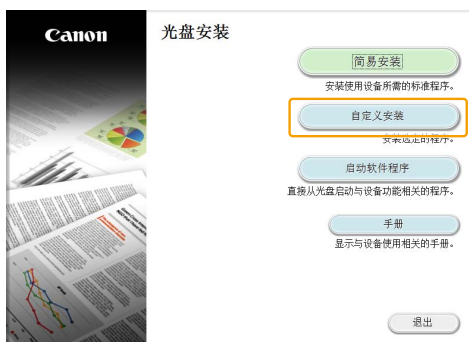 Canon
光盘安装
简易安装
安装使用设备所需的标准程序。
自定义安装
安装选定的程序。
启动软件程序
直接从光盘启动与设备功能相关的程序。
手册
显示与设备使用相关的手册。
退出